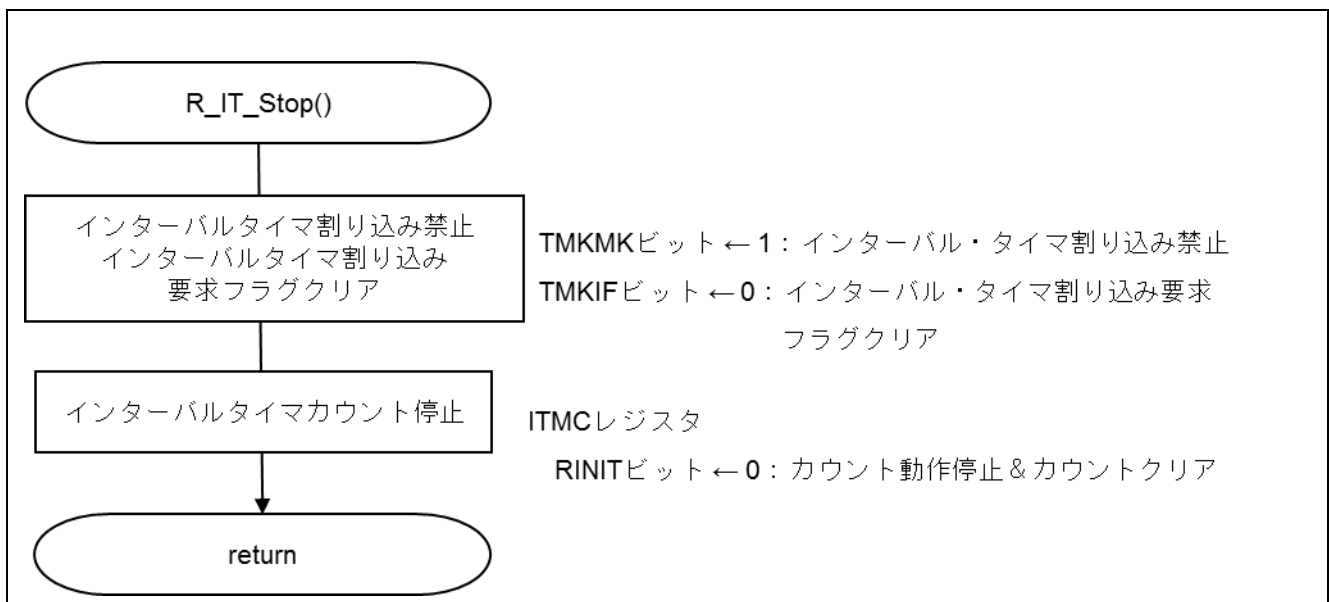 R_IT_Stop()
インターバルタイマ割り込み禁止
インターバルタイマ割り込み
要求フラグクリア
TMKMKビット ← 1 : インターバル・タイマ割り込み禁止
TMKIFビット ← 0 : インターバル・タイマ割り込み要求
フラグクリア
インターバルタイマカウント停止
ITMCレジスタ
RINITビット ← 0 : カウント動作停止＆カウントクリア
return